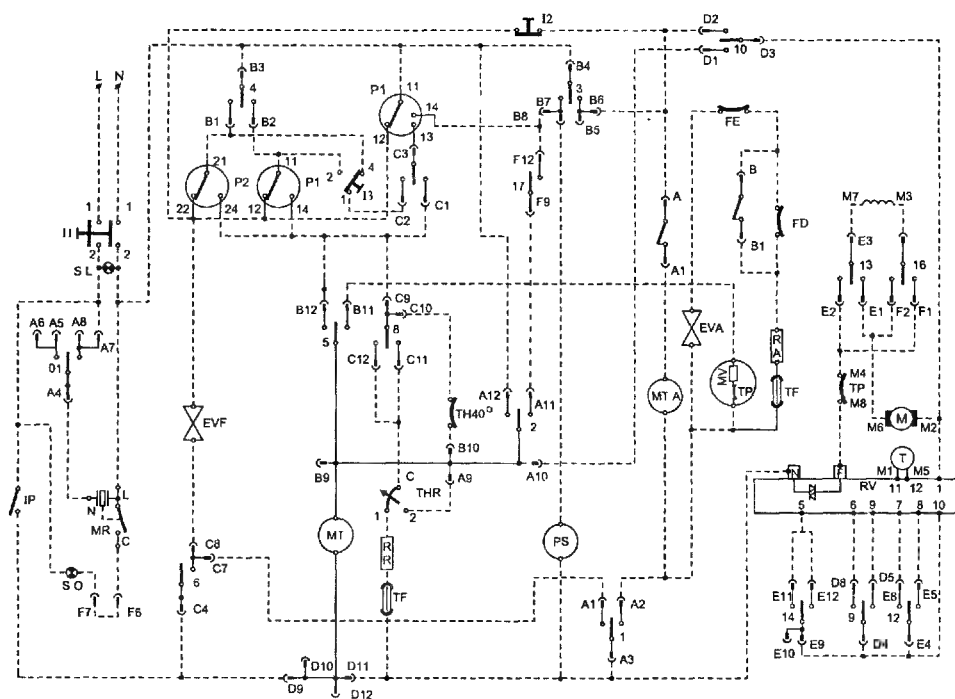 I2
D2
10
D3
D1
B3
4
B1
B2
P1
11
14
12
13
C3
B4
3
B7
B6
B8
B5
L
N
FE
21
P2
22
24
11
P1
12
14
2
4
I3
C2
C1
F12
17
F9
A
A1
B
B1
FD
M7
M3
E3
13
16
E2
E1
F2
F1
1
1
2
2
SL
A6
A5
A8
A7
01
A4
B12
B11
5
C9
C10
8
C12
C11
EVF
EVA
TH40°
A12
A11
2
MT A
MV
TP
RA
TF
M4
TP
M8
M
M6
M2
B9
B10
A9
A10
C
THR
1
2
T
M1
M5
N
RV
11
12
1
5
6
9
7
8
10
IP
N
L
MR
C
MT
RR
TF
PS
SO
F7
F6
C8
C7
6
C4
A1
A2
1
A3
E11
E12
14
E10
E9
D8
D5
9
D4
E8
E5
12
E4
D10
D11
D9
D12